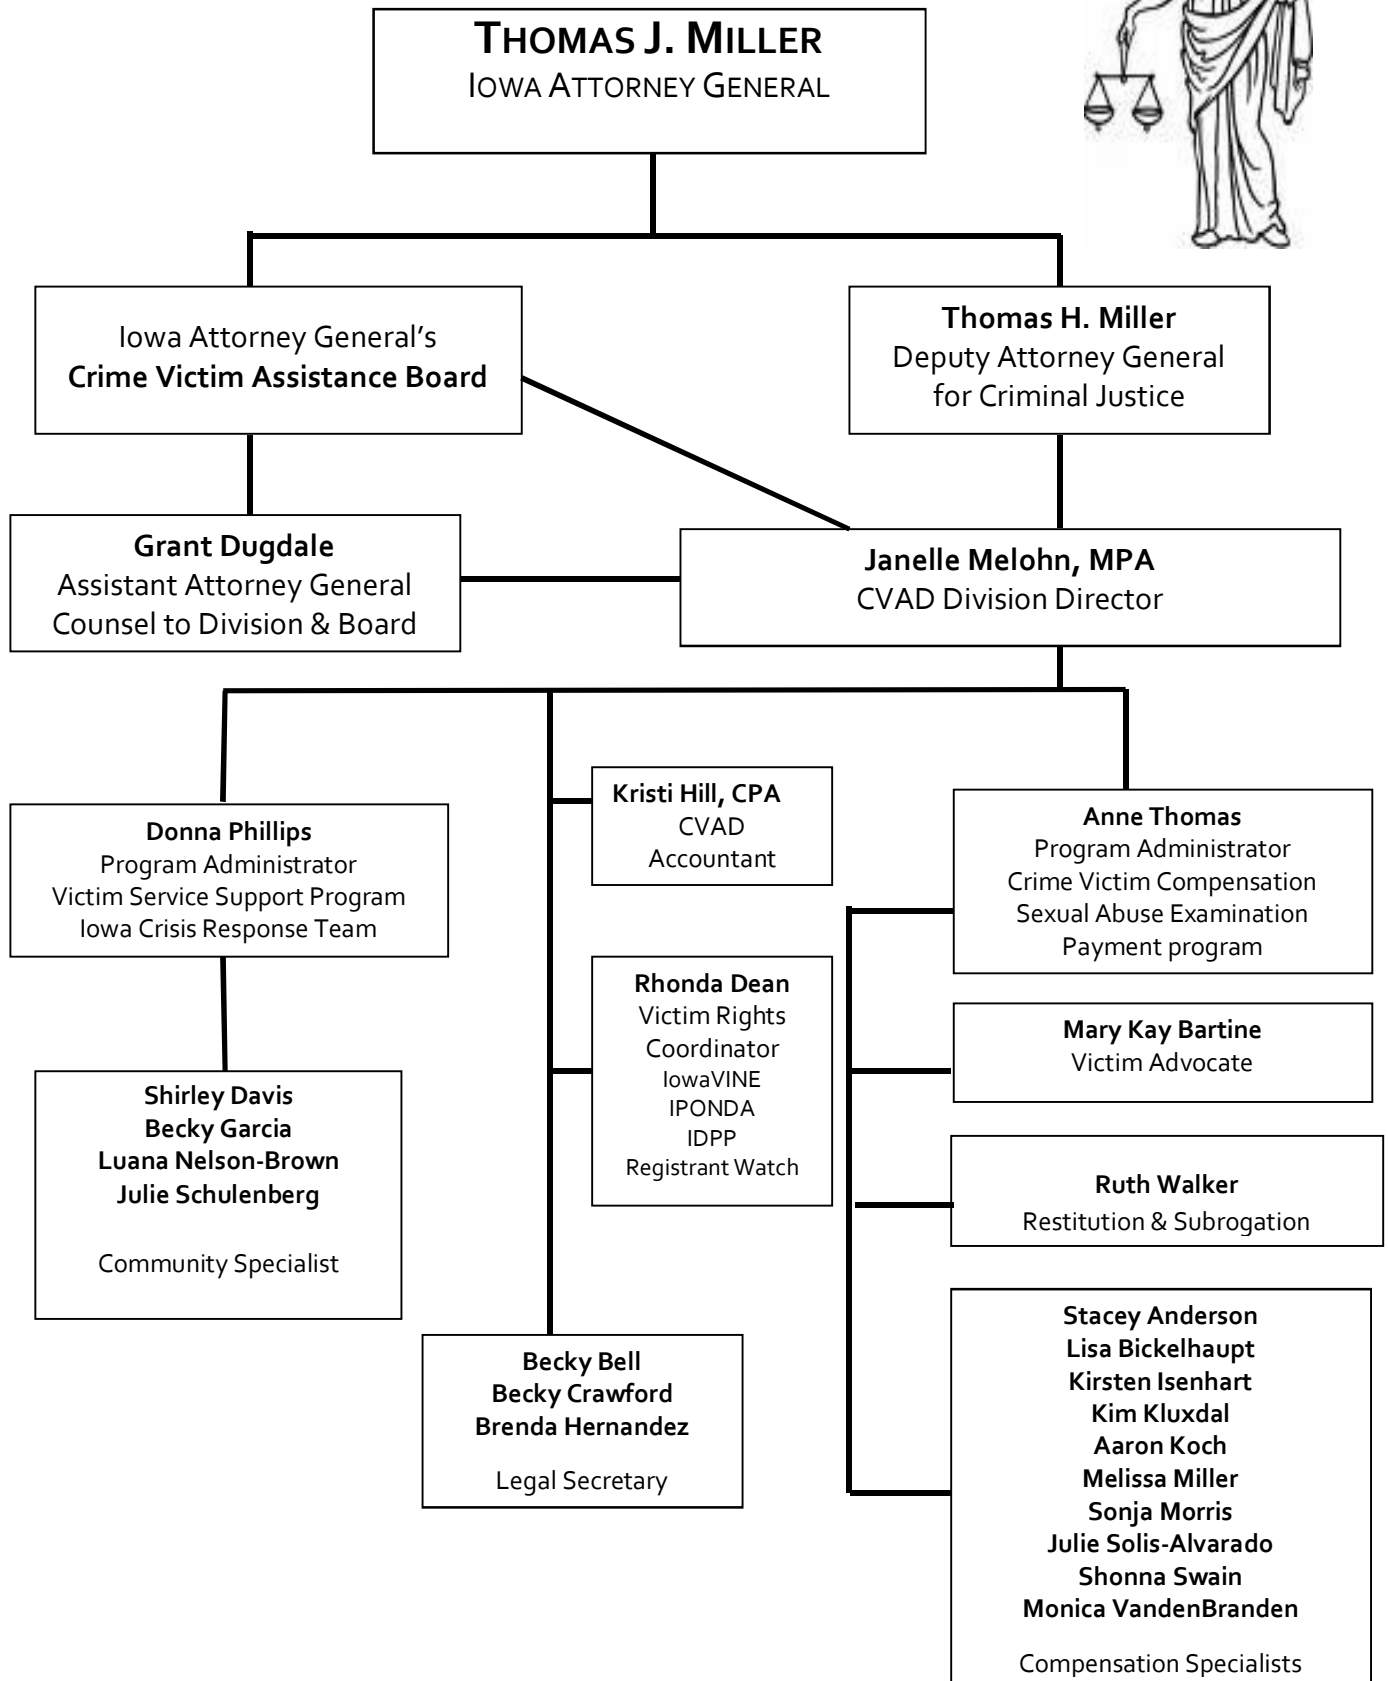 THOMAS J. MILLER
IOWA ATTORNEY GENERAL
Iowa Attorney General's
Crime Victim Assistance Board
Thomas H. Miller
Deputy Attorney General
for Criminal Justice
Grant Dugdale
Assistant Attorney General
Counsel to Division & Board
Janelle Melohn, MPA
CVAD Division Director
Donna Phillips
Program Administrator
Victim Service Support Program
Iowa Crisis Response Team
Kristi Hill, CPA
CVAD
Accountant
Anne Thomas
Program Administrator
Crime Victim Compensation
Sexual Abuse Examination
Payment program
Rhonda Dean
Victim Rights
Coordinator
IowaVINE
IPONDA
IDPP
Registrant Watch
Mary Kay Bartine
Victim Advocate
Shirley Davis
Becky Garcia
Luana Nelson-Brown
Julie Schulenberg
Community Specialist
Ruth Walker
Restitution & Subrogation
Becky Bell
Becky Crawford
Brenda Hernandez
Legal Secretary
Stacey Anderson
Lisa Bickelhaupt
Kirsten Isenhart
Kim Kluxdal
Aaron Koch
Melissa Miller
Sonja Morris
Julie Solis-Alvarado
Shonna Swain
Monica VandenBranden
Compensation Specialists